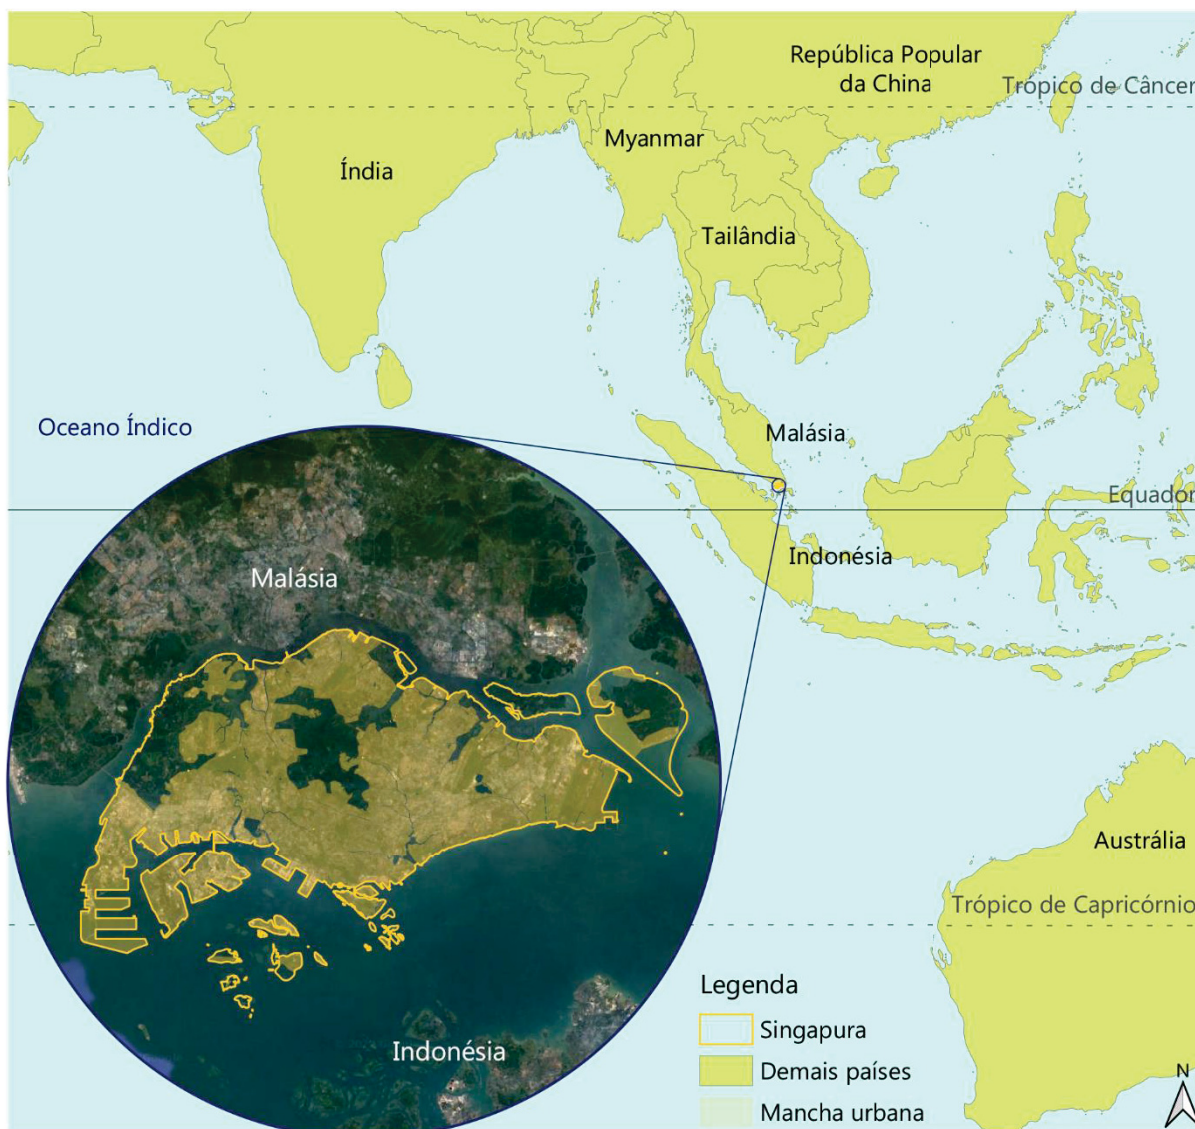 República Popular
da China
Trópico de Câncer
Myanmar
Índia
Tailândia
Oceano Índico
Malásia
Equador
Indonésia
Malásia
Austrália
Trópico de Capricórnio
Legenda
Singapura
Indonésia
Demais países
N
Mancha urbana